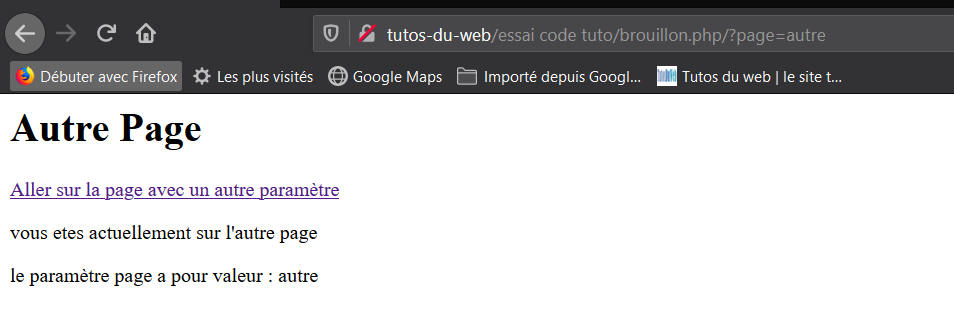 tutos-du-web/essai code tuto/brouillon.php/?page=autre
Débuter avec Firefox Les plus visités Google Maps Importé depuis Googl... Tutos du web | le site t...
Autre Page
Aller sur la page avec un autre paramètre
vous etes actuellement sur l'autre page
le paramètre page a pour valeur : autre